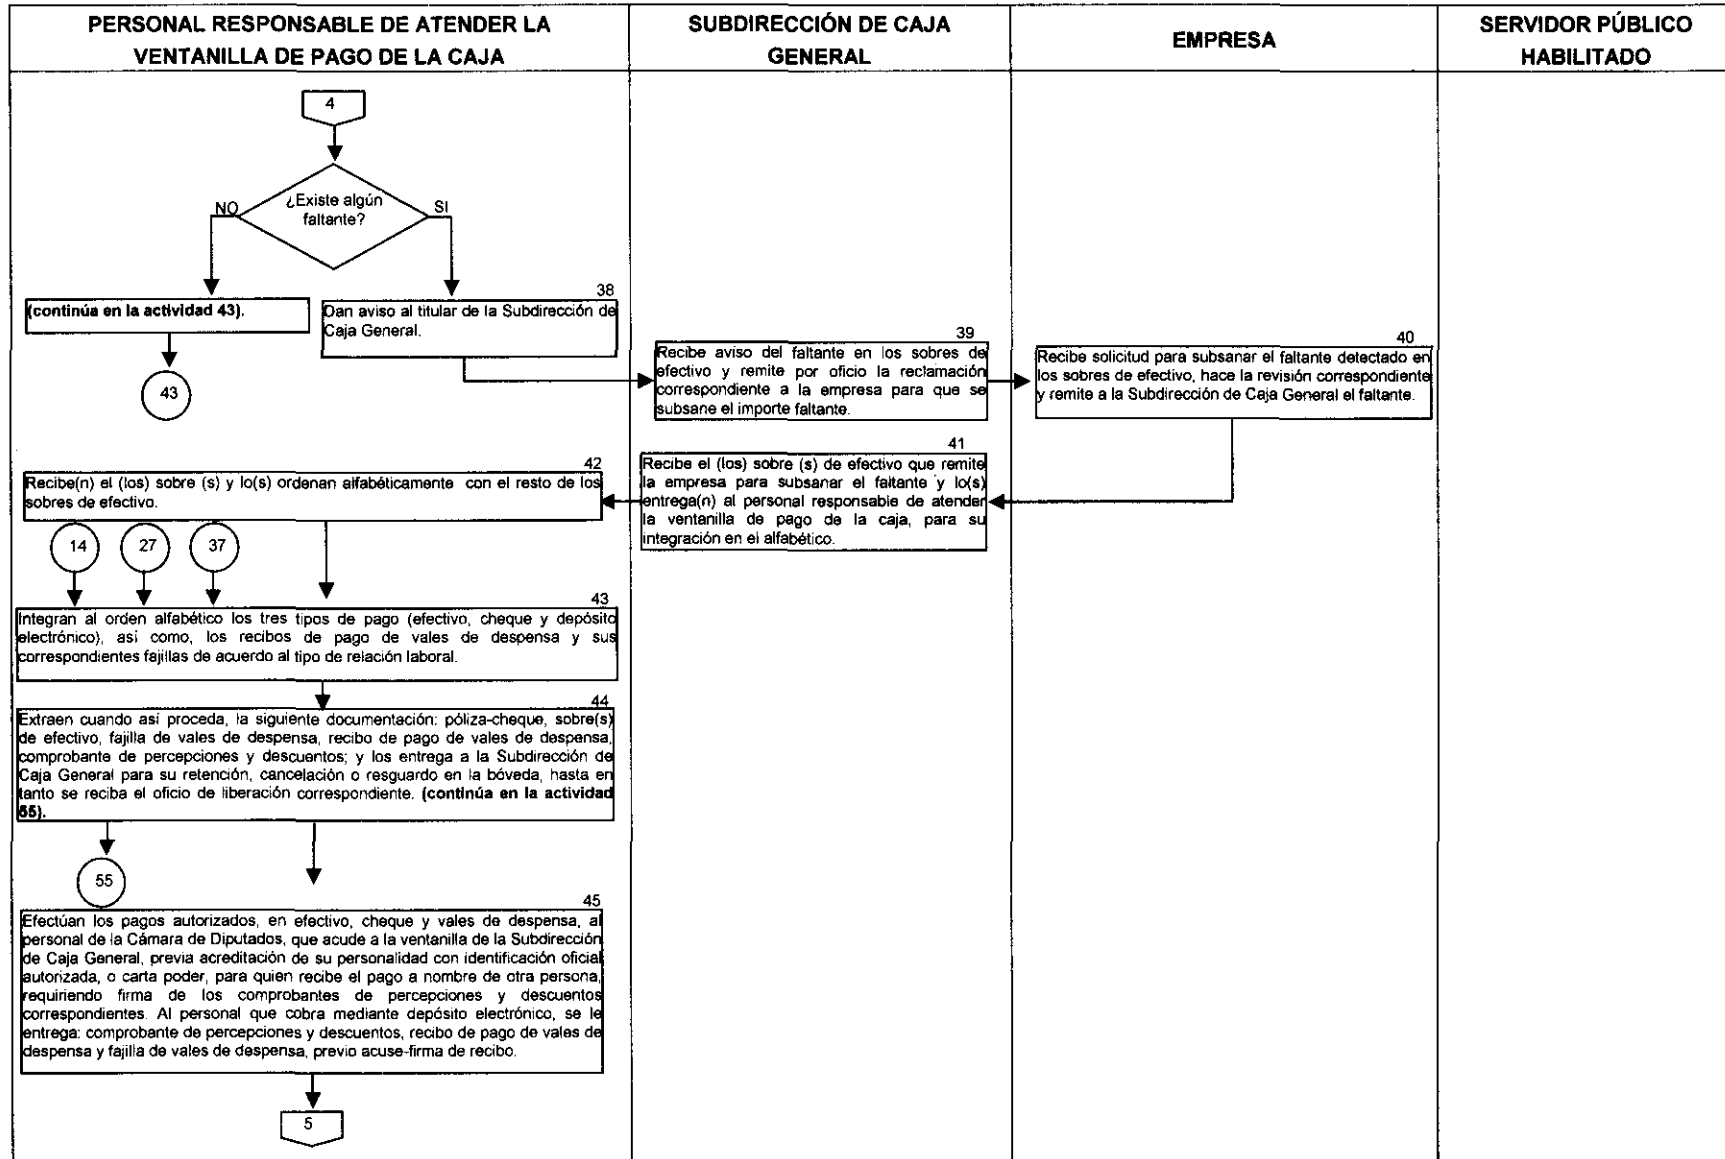 PERSONAL RESPONSABLE DE ATENDER LA
VENTANILLA DE PAGO DE LA CAJA
SUBDIRECCIÓN DE CAJA
GENERAL
EMPRESA
SERVIDOR PÚBLICO
HABILITADO
4
¿Existe algún
faltante?
NO
SI
(continúa en la actividad 43).
43
38
Dan aviso al titular de la Subdirección de
Caja General.
39
Recibe aviso del faltante en los sobres de
efectivo y remite por oficio la reclamación
correspondiente a la empresa para que se
subsane el importe faltante.
40
Recibe solicitud para subsanar el faltante detectado en
los sobres de efectivo, hace la revisión correspondiente
y remite a la Subdirección de Caja General el faltante.
41
Recibe el (los) sobre (s) de efectivo que remite
la empresa para subsanar el faltante y lo(s)
entrega(n) al personal responsable de atender
la ventanilla de pago de la caja, para su
integración en el alfabético.
42
Recibe(n) el (los) sobre (s) y lo(s) ordenan alfabéticamente con el resto de los
sobres de efectivo.
14
27
37
43
Integran al orden alfabético los tres tipos de pago (efectivo, cheque y depósito
electrónico), así como, los recibos de pago de vales de despensa y sus
correspondientes fajillas de acuerdo al tipo de relación laboral.
44
Extraen cuando así proceda, la siguiente documentación: póliza-cheque, sobre(s)
de efectivo, fajilla de vales de despensa, recibo de pago de vales de despensa,
comprobante de percepciones y descuentos; y los entrega a la Subdirección de
Caja General para su retención, cancelación o resguardo en la bóveda, hasta en
tanto se reciba el oficio de liberación correspondiente. (continúa en la actividad
55).
55
45
Efectúan los pagos autorizados, en efectivo, cheque y vales de despensa, al
personal de la Cámara de Diputados, que acude a la ventanilla de la Subdirección
de Caja General, previa acreditación de su personalidad con identificación oficial
autorizada, o carta poder, para quien recibe el pago a nombre de otra persona,
requiriendo firma de los comprobantes de percepciones y descuentos
correspondientes. Al personal que cobra mediante depósito electrónico, se le
entrega: comprobante de percepciones y descuentos, recibo de pago de vales de
despensa y fajilla de vales de despensa, previo acuse-firma de recibo.
5